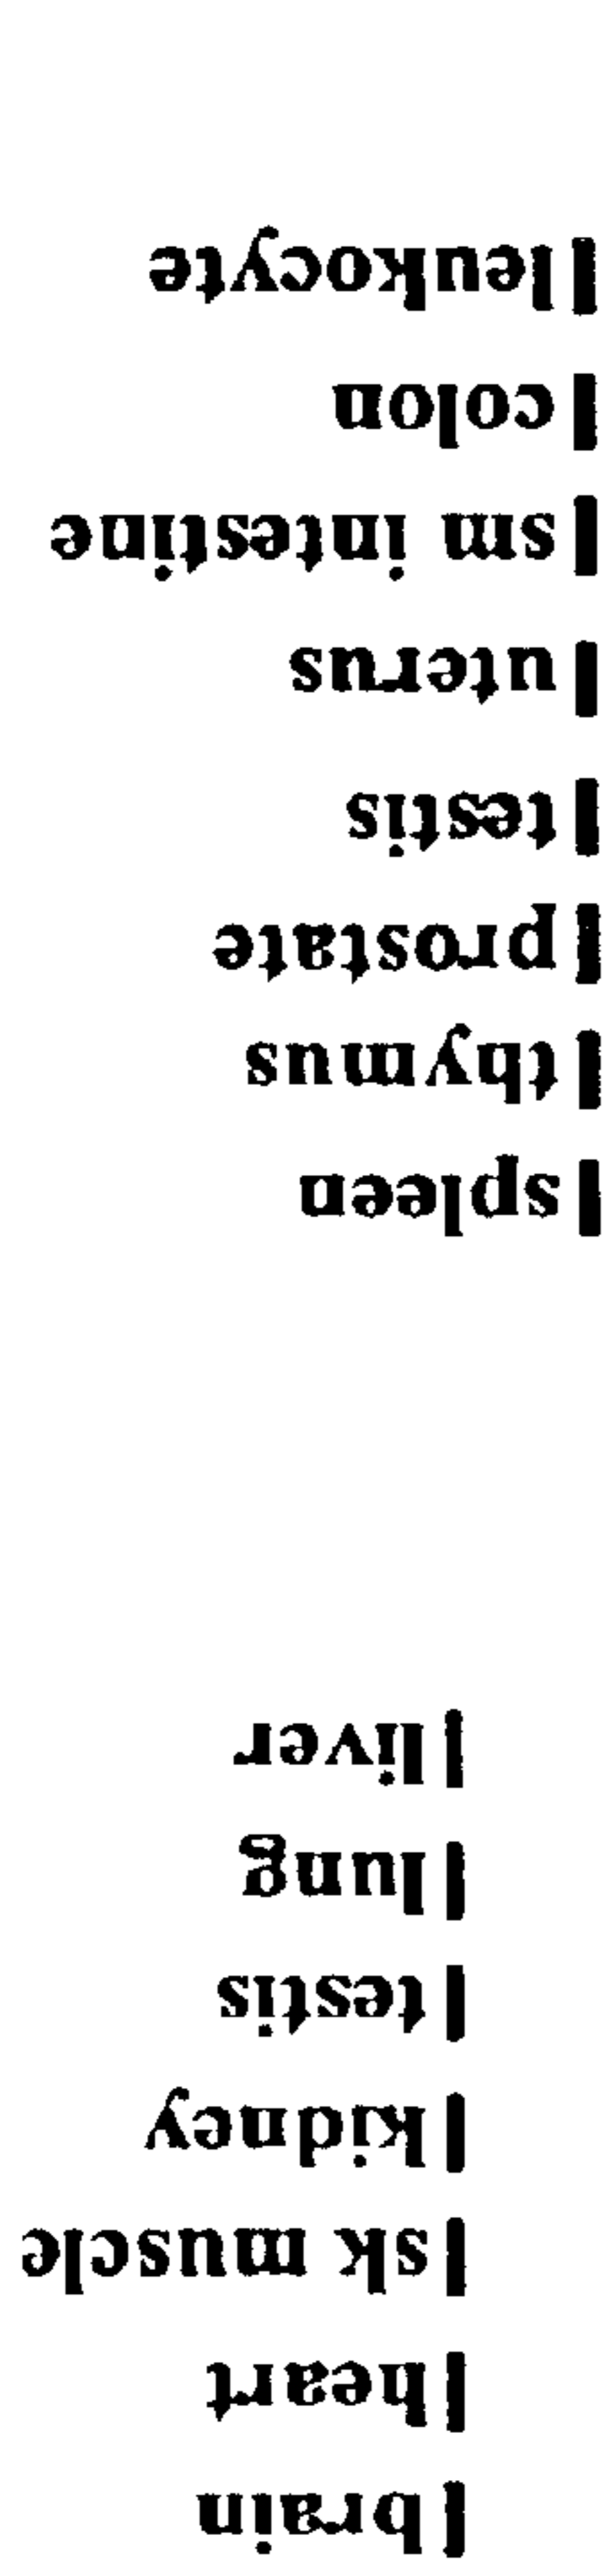 brain
heart
sk muscle
kidney
testis
lung
liver
spleen
thymus
prostate
testis
uterus
sm intestine
colon
leukocyte